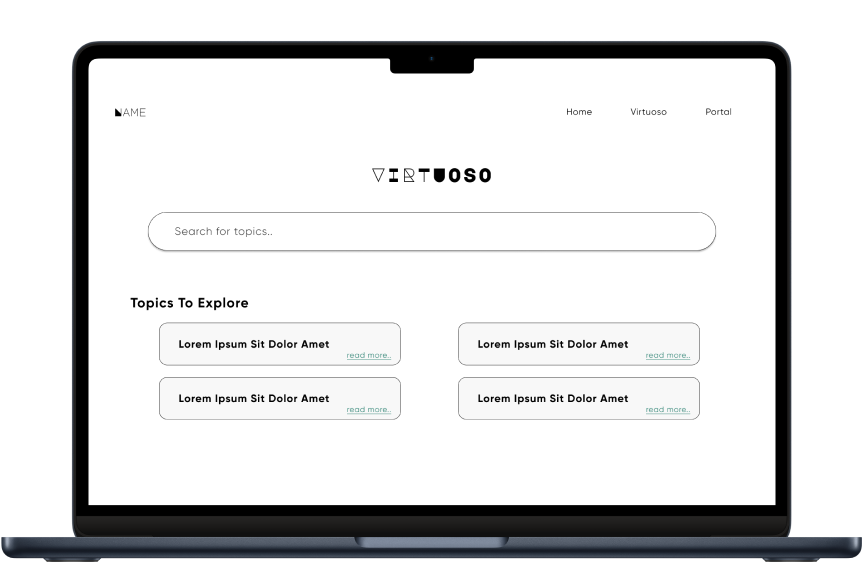 NAME
Home Virtuoso Portal
VIRTUOSO
Search for topics..
Topics To Explore
Lorem Ipsum Sit Dolor Amet
read more..
Lorem Ipsum Sit Dolor Amet
read more..
Lorem Ipsum Sit Dolor Amet
read more..
Lorem Ipsum Sit Dolor Amet
read more..